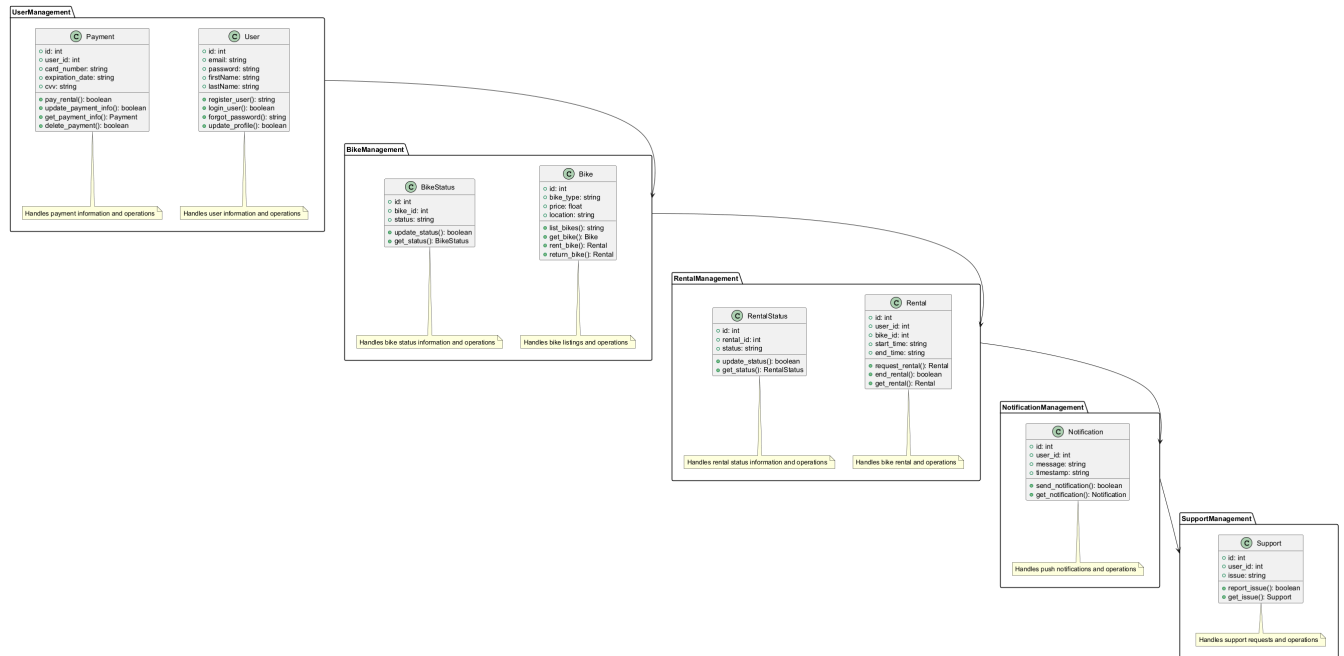 UserManagement
C Payment
id: int
user_id: int
card_number: string
expiration_date: string
cvv: string
pay_rental(): boolean
update_payment_info(): boolean
get_payment_info(): Payment
delete_payment(): boolean
Handles payment information and operations
C User
id: int
email: string
password: string
firstName: string
lastName: string
register_user(): string
login_user(): boolean
forgot_password(): string
update_profile(): boolean
Handles user information and operations
BikeManagement
C BikeStatus
id: int
bike_id: int
status: string
update_status(): boolean
get_status(): BikeStatus
Handles bike status information and operations
C Bike
id: int
bike_type: string
price: float
location: string
list_bikes(): string
get_bike(): Bike
rent_bike(): Rental
return_bike(): Rental
Handles bike listings and operations
RentalManagement
C RentalStatus
id: int
rental_id: int
status: string
update_status(): boolean
get_status(): RentalStatus
Handles rental status information and operations
C Rental
id: int
user_id: int
bike_id: int
start_time: string
end_time: string
request_rental(): Rental
end_rental(): boolean
get_rental(): Rental
Handles bike rental and operations
NotificationManagement
C Notification
id: int
user_id: int
message: string
timestamp: string
send_notification(): boolean
get_notification(): Notification
Handles push notifications and operations
SupportManagement
C Support
id: int
user_id: int
issue: string
report_issue(): boolean
get_issue(): Support
Handles support requests and operations